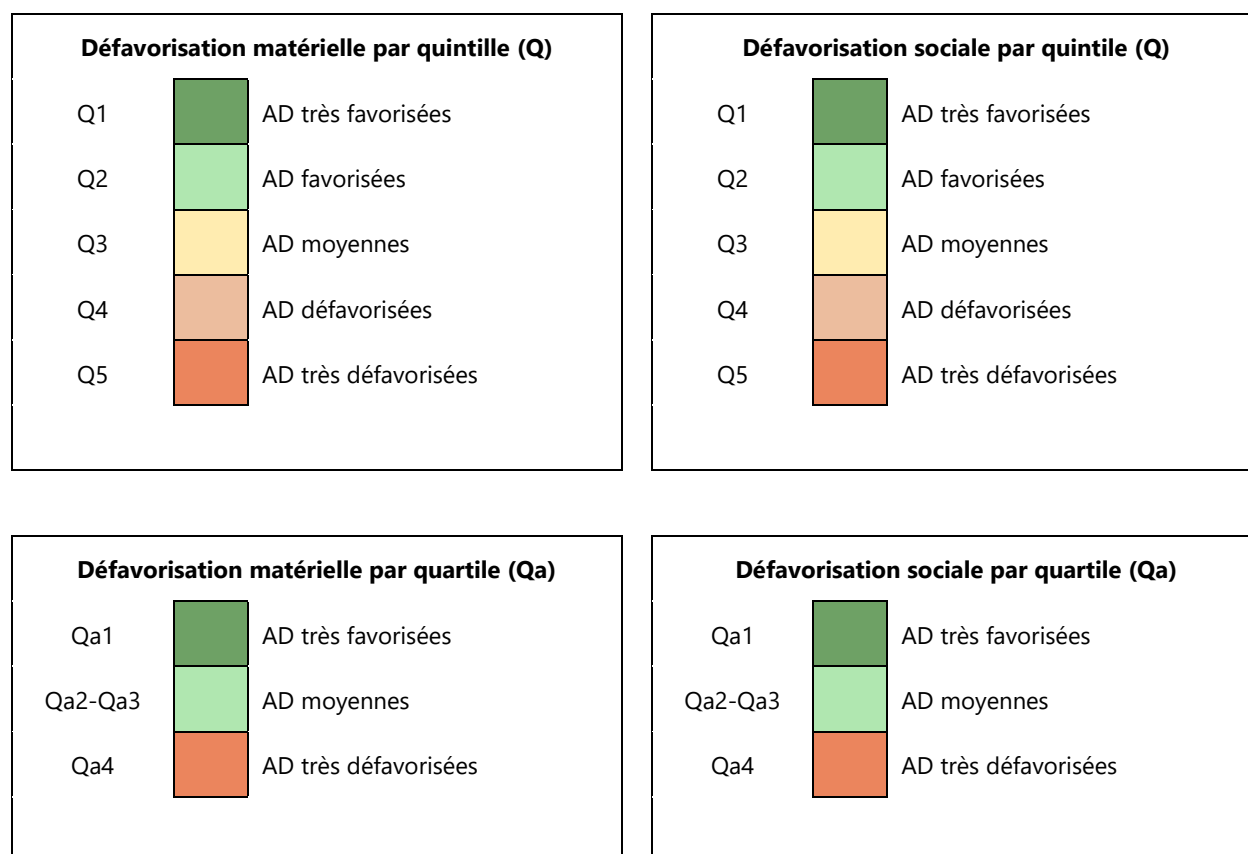 Défavorisation matérielle par quintille (Q)
Q1 AD très favorisées
Q2 AD favorisées
Q3 AD moyennes
Q4 AD défavorisées
Q5 AD très défavorisées
Défavorisation sociale par quintile (Q)
Q1 AD très favorisées
Q2 AD favorisées
Q3 AD moyennes
Q4 AD défavorisées
Q5 AD très défavorisées
Défavorisation matérielle par quartile (Qa)
Qa1 AD très favorisées
Qa2-Qa3 AD moyennes
Qa4 AD très défavorisées
Défavorisation sociale par quartile (Qa)
Qa1 AD très favorisées
Qa2-Qa3 AD moyennes
Qa4 AD très défavorisées